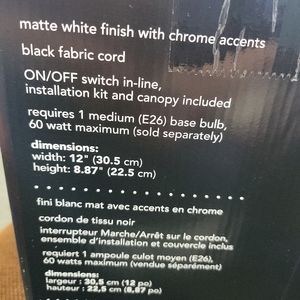 matte white finish with chrome accents
black fabric cord
ON/OFF switch in-line,
installation kit and canopy included
requires 1 medium (E26) base bulb,
60 watt maximum (sold separately)
dimensions:
width: 12" (30.5 cm)
height: 8.87" (22.5 cm)
fini blanc mat avec accents en chrome
cordon de tissu noir
interrupteur Marche/Arrêt sur le cordon,
ensemble d'installation et couvercle inclus
requiert 1 ampoule culot moyen (E26),
60 watts maximum (vendue séparément)
dimensions:
largeur : 30,5 cm (12 po)
hauteur : 22,5 cm (8,87 po)